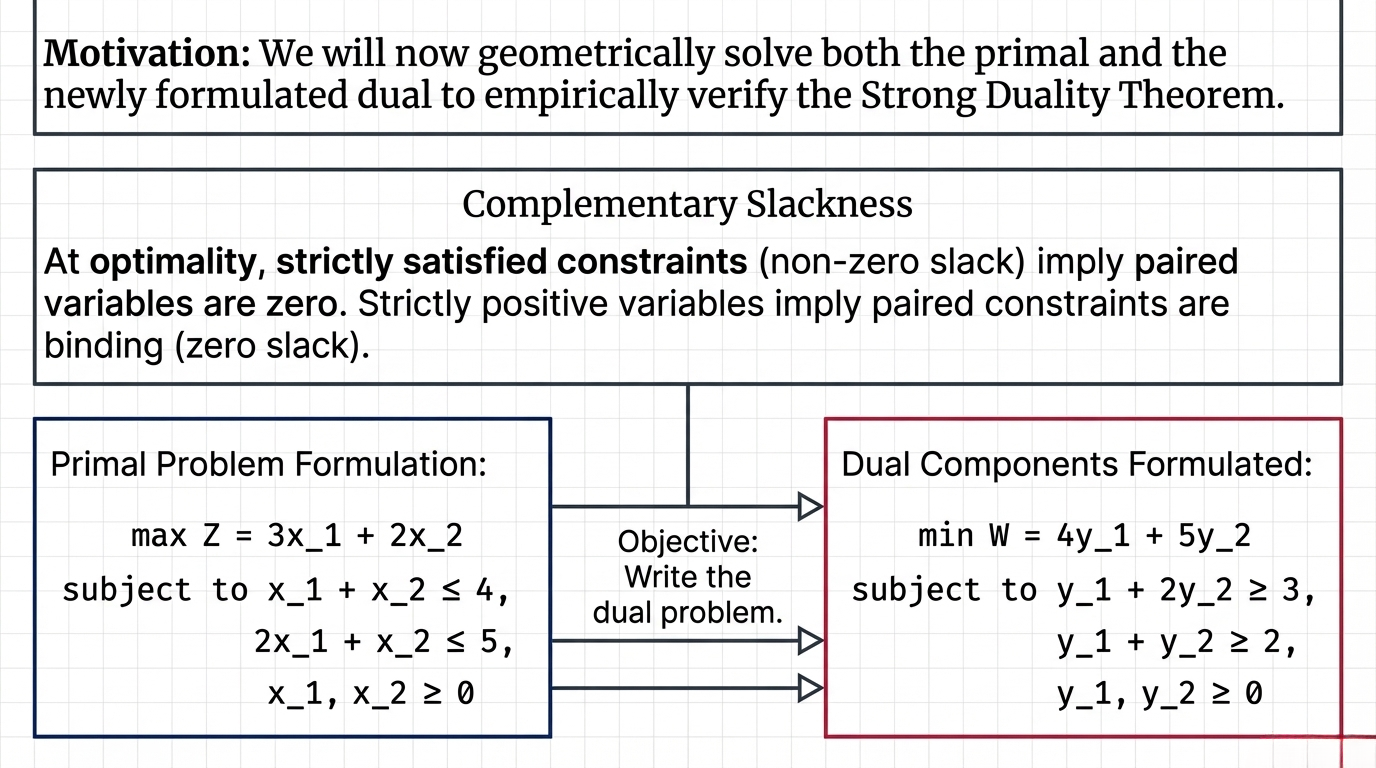 Motivation: We will now geometrically solve both the primal and the
newly formulated dual to empirically verify the Strong Duality Theorem.
Complementary Slackness
At optimality, strictly satisfied constraints (non-zero slack) imply paired
variables are zero. Strictly positive variables imply paired constraints are
binding (zero slack).
Primal Problem Formulation:
max Z = 3x_1 + 2x_2
subject to x_1 + x_2 ≤ 4,
2x_1 + x_2 ≤ 5,
x_1, x_2 ≥ 0
Objective:
Write the
dual problem.
Dual Components Formulated:
min W = 4y_1 + 5y_2
subject to y_1 + 2y_2 ≥ 3,
y_1 + y_2 ≥ 2,
y_1, y_2 ≥ 0